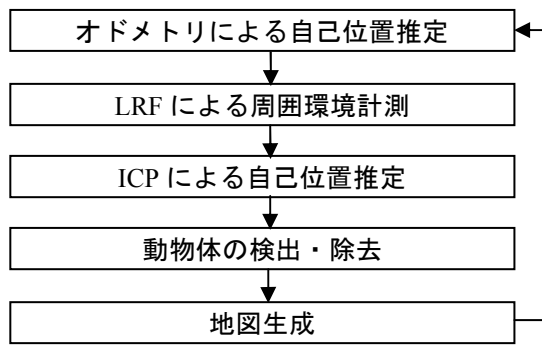 オドメトリによる自己位置推定
LRF による周囲環境計測
ICP による自己位置推定
動物体の検出・除去
地図生成